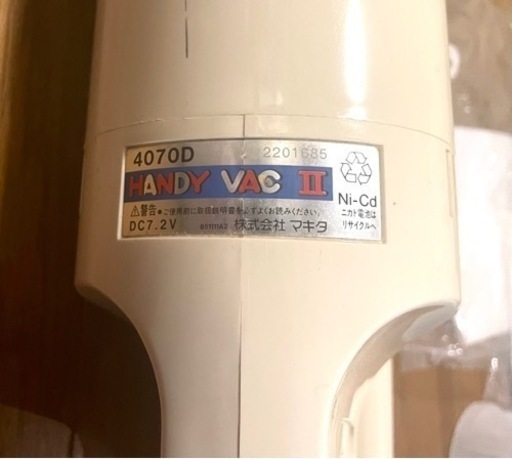 4070D 2201685
HANDY VAC II
⚠警告●ご使用前に取扱説明書を必ずよくお読みください。
DC7.2V 851111A3 株式会社 マキタ
Ni-Cd
ニカド電池は
リサイクルへ